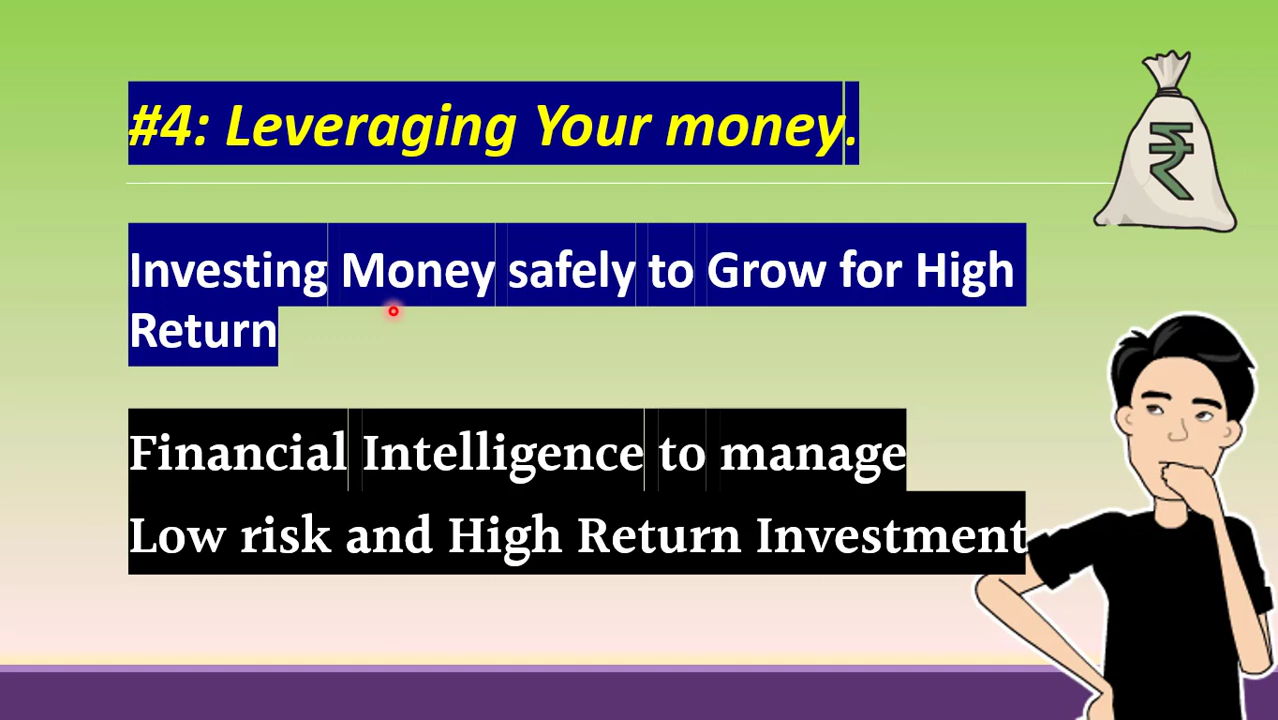 #4: Leveraging Your money.
₹
Investing Money safely to Grow for High
Return
Financial Intelligence to manage
Low risk and High Return Investment